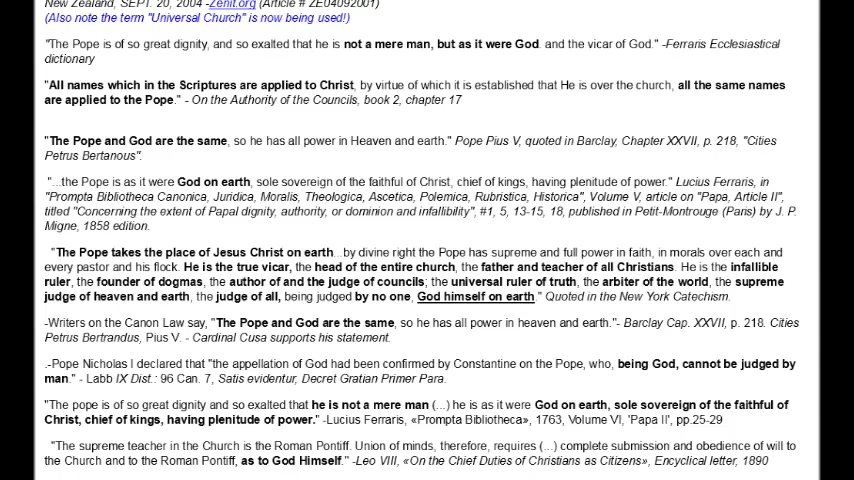 New Zealand, SEPT. 20, 2004 -Zenit.org (Article # ZE04092001)
(Also note the term "Universal Church" is now being used!)
"The Pope is of so great dignity, and so exalted that he is not a mere man, but as it were God. and the vicar of God." -Ferraris Ecclesiastical
dictionary
"All names which in the Scriptures are applied to Christ, by virtue of which it is established that He is over the church, all the same names
are applied to the Pope." - On the Authority of the Councils, book 2, chapter 17
"The Pope and God are the same, so he has all power in Heaven and earth." Pope Pius V, quoted in Barclay, Chapter XXVII, p. 218, "Cities
Petrus Bertanous".
"...the Pope is as it were God on earth, sole sovereign of the faithful of Christ, chief of kings, having plenitude of power." Lucius Ferraris, in
"Prompta Bibliotheca Canonica, Juridica, Moralis, Theologica, Ascetica, Polemica, Rubristica, Historica", Volume V, article on "Papa, Article II",
titled "Concerning the extent of Papal dignity, authority, or dominion and infallibility", #1, 5, 13-15, 18, published in Petit-Montrouge (Paris) by J. P.
Migne, 1858 edition.
"The Pope takes the place of Jesus Christ on earth...by divine right the Pope has supreme and full power in faith, in morals over each and
every pastor and his flock. He is the true vicar, the head of the entire church, the father and teacher of all Christians. He is the infallible
ruler, the founder of dogmas, the author of and the judge of councils; the universal ruler of truth, the arbiter of the world, the supreme
judge of heaven and earth, the judge of all, being judged by no one, God himself on earth." Quoted in the New York Catechism.
-Writers on the Canon Law say, "The Pope and God are the same, so he has all power in heaven and earth."- Barclay Cap. XXVII, p. 218. Cities
Petrus Bertrandus, Pius V. - Cardinal Cusa supports his statement.
.-Pope Nicholas I declared that "the appellation of God had been confirmed by Constantine on the Pope, who, being God, cannot be judged by
man." - Labb IX Dist.: 96 Can. 7, Satis evidentur, Decret Gratian Primer Para.
"The pope is of so great dignity and so exalted that he is not a mere man (...) he is as it were God on earth, sole sovereign of the faithful of
Christ, chief of kings, having plenitude of power." -Lucius Ferraris, «Prompta Bibliotheca», 1763, Volume VI, 'Papa II', pp.25-29
"The supreme teacher in the Church is the Roman Pontiff. Union of minds, therefore, requires (...) complete submission and obedience of will to
the Church and to the Roman Pontiff, as to God Himself." -Leo VIII, «On the Chief Duties of Christians as Citizens», Encyclical letter, 1890